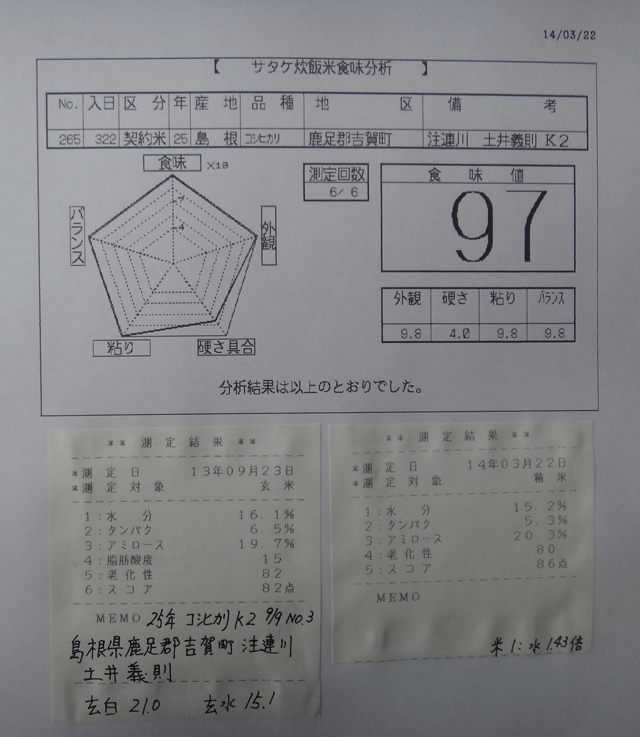 14/03/22
【 サタケ炊飯米食味分析 】
No. 入日 区分 年 産地 品種 地区 備考
265 322 契約米 25 島根 コシヒカリ 鹿足郡吉賀町 注連川 土井義則 K2
食味 ×10
7
4
バランス
外観
粘り
硬さ具合
測定回数
6/ 6
食味値
97
外観 硬さ 粘り バランス
9.8 4.0 9.8 9.8
分析結果は以上のとおりでした。
** 測定結果 **
*測定日 13年09月23日
*測定対象 玄米
1:水分 16.1%
2:タンパク 6.5%
3:アミロース 19.7%
4:脂肪酸度 15
5:老化性 82
6:スコア 82点
MEMO 25年 コシヒカリ K2 9/9 No.3
島根県鹿足郡吉賀町 注連川
土井義則
玄白 21.0 玄水 15.1
** 測定結果 **
*測定日 14年03月22日
*測定対象 精米
1:水分 15.2%
2:タンパク 5.3%
3:アミロース 20.3%
4:老化性 80
5:スコア 86点
MEMO
米1:水1.43倍